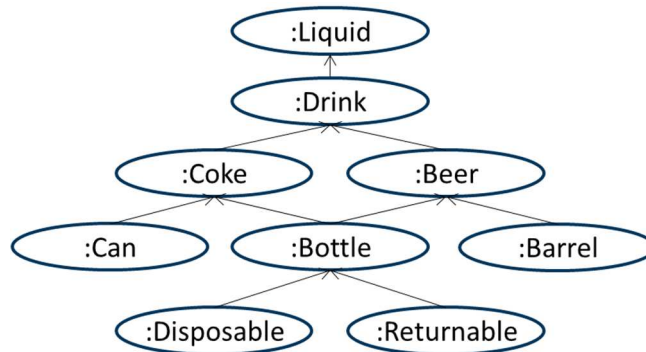 :Liquid
:Drink
:Coke
:Beer
:Can
:Bottle
:Barrel
:Disposable
:Returnable